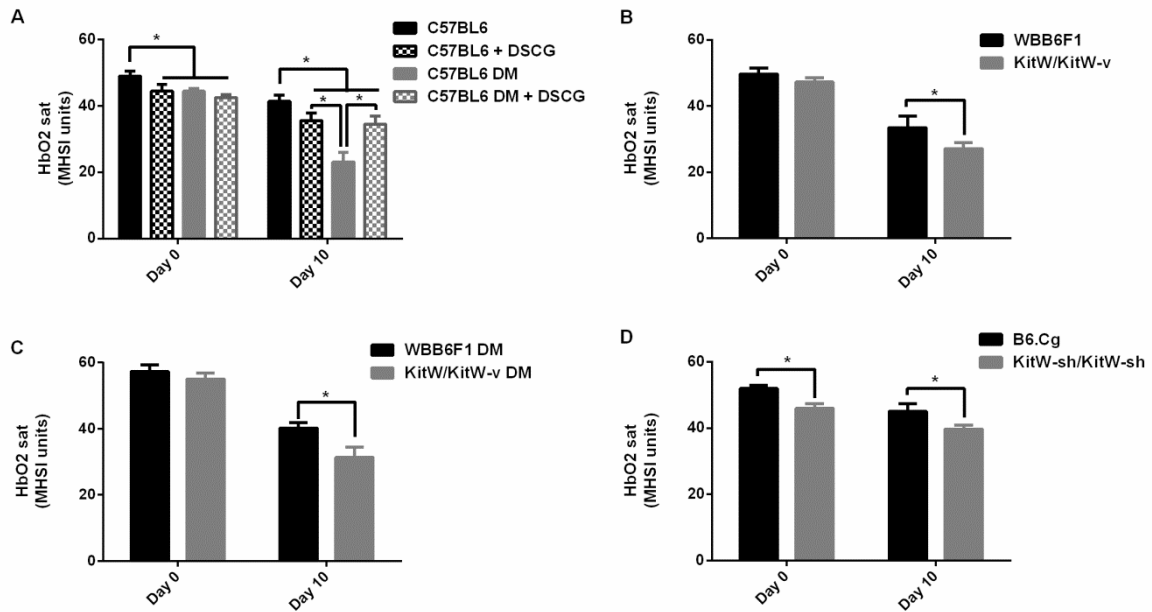 A
C57BL6
C57BL6 + DSCG
C57BL6 DM
C57BL6 DM + DSCG
*
*
*
*
60
40
20
0
HbO2 sat
(MHSI units)
Day 0
Day 10
B
WBB6F1
KitW/KitW-v
*
60
40
20
0
HbO2 sat
(MHSI units)
Day 0
Day 10
C
WBB6F1 DM
KitW/KitW-v DM
*
60
40
20
0
HbO2 sat
(MHSI units)
Day 0
Day 10
D
B6.Cg
KitW-sh/KitW-sh
*
*
60
40
20
0
HbO2 sat
(MHSI units)
Day 0
Day 10